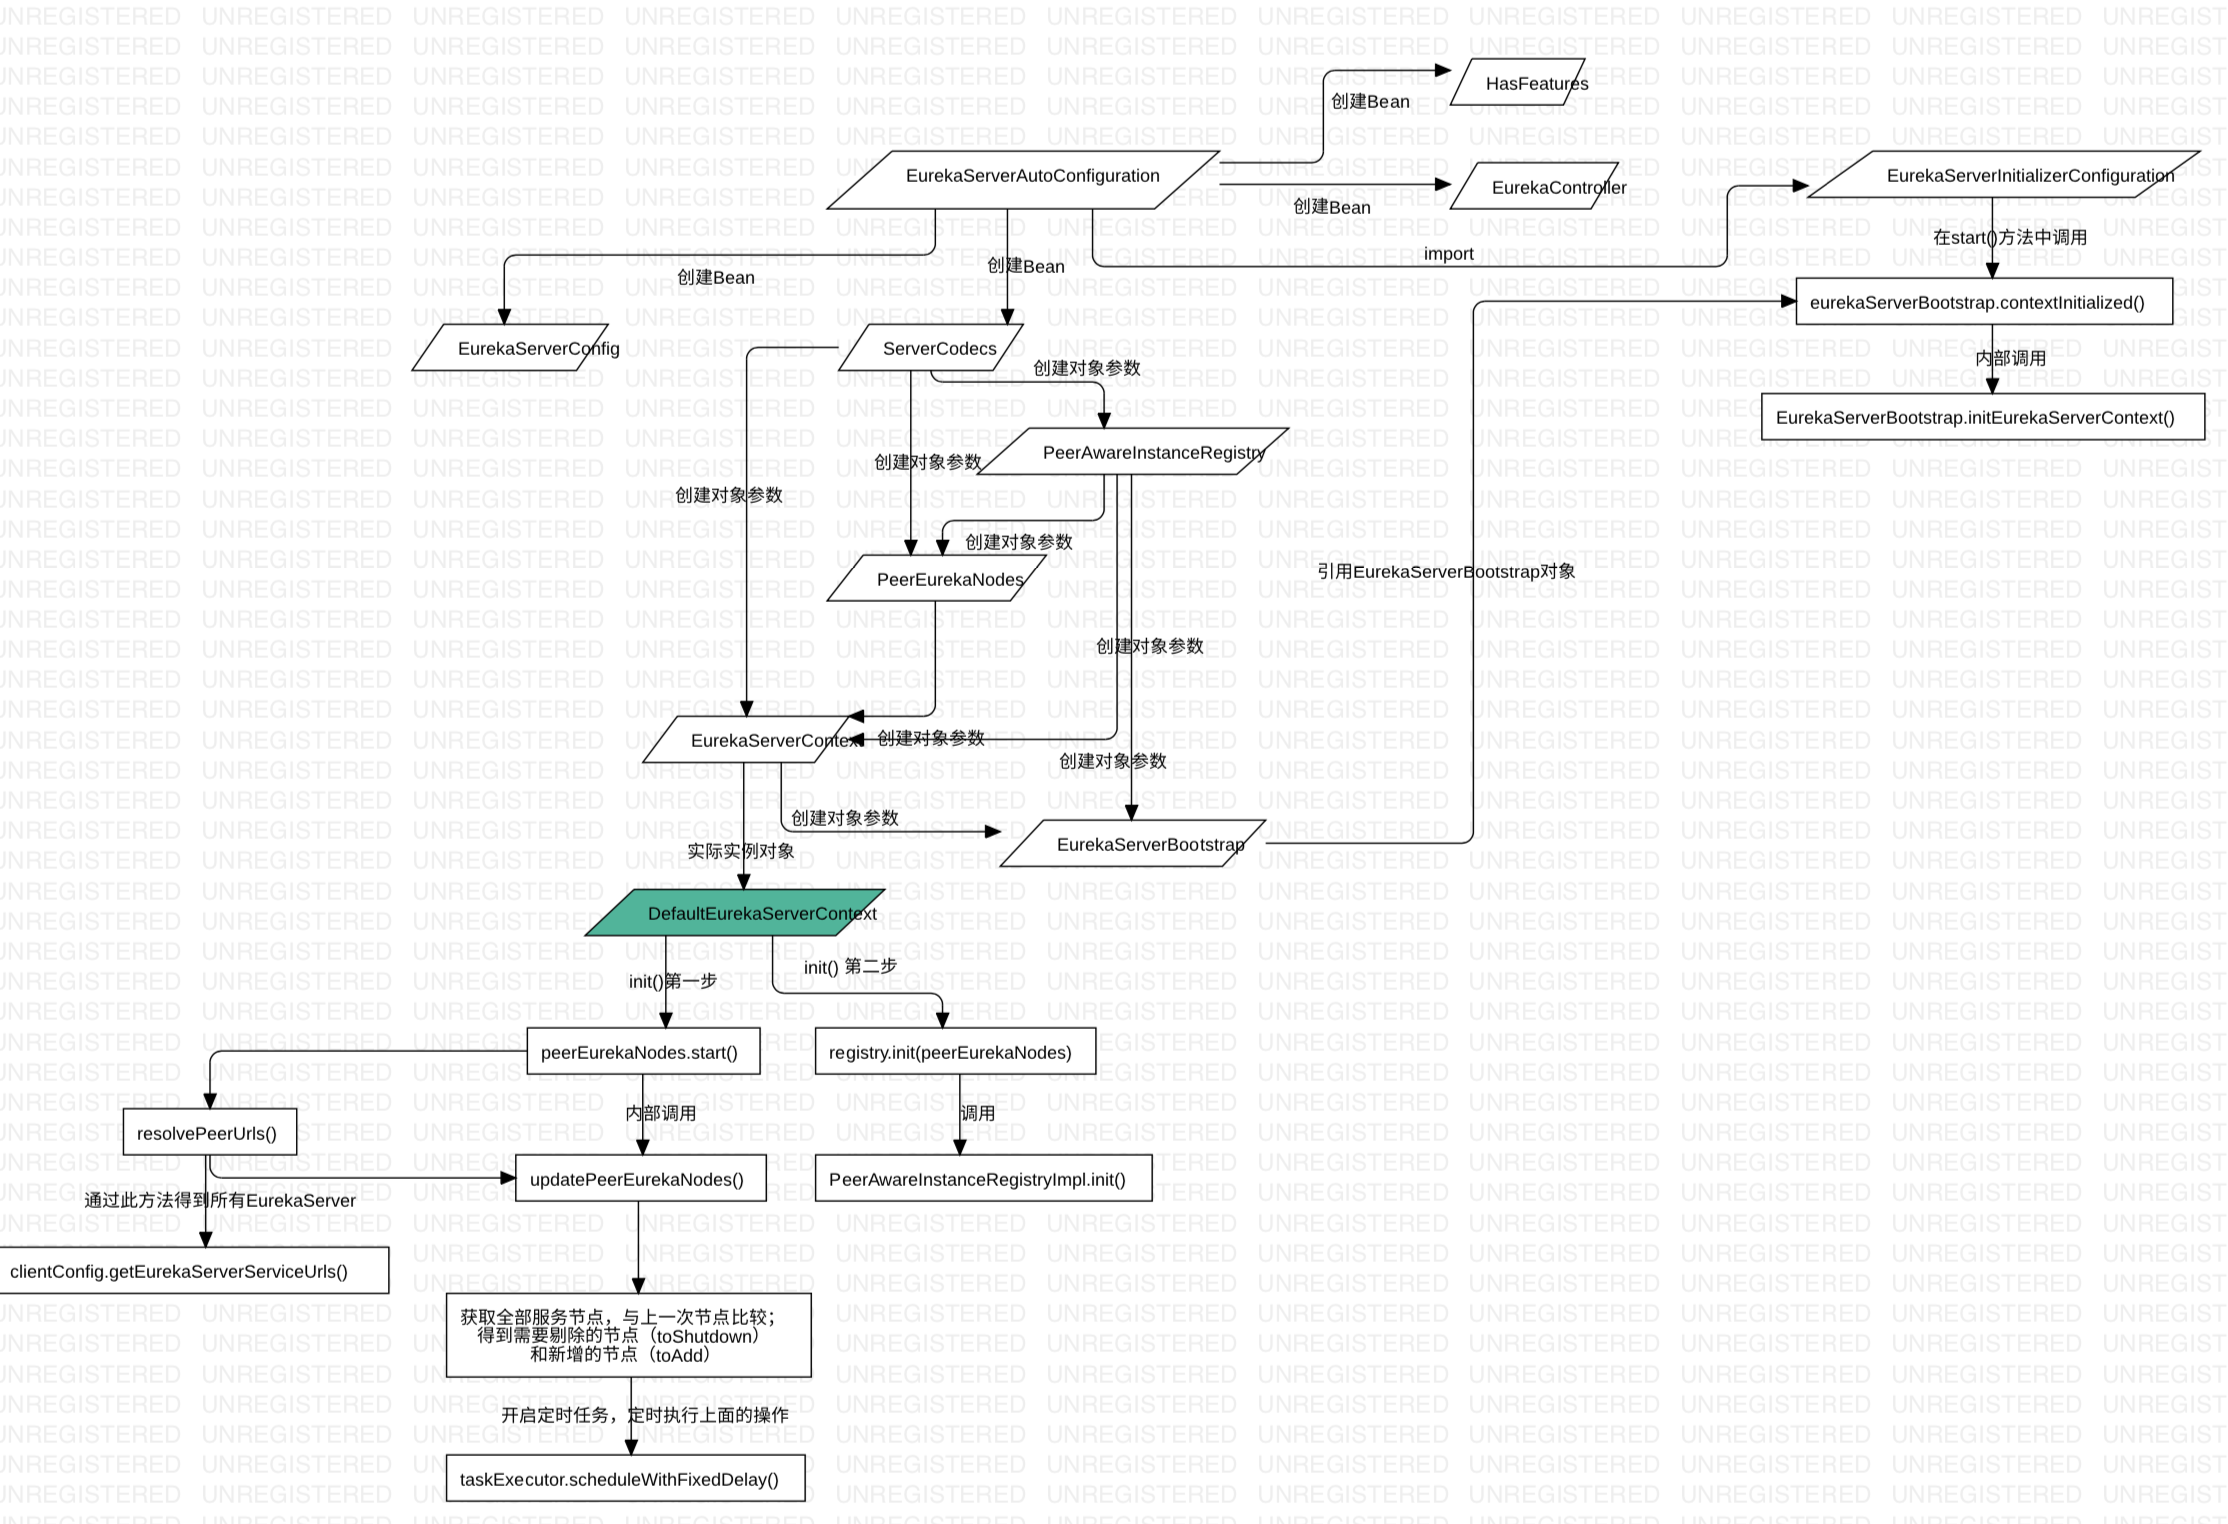 HasFeatures
创建Bean
EurekaServerAutoConfiguration
EurekaController
EurekaServerInitializerConfiguration
创建Bean
在start()方法中调用
import
创建Bean
创建Bean
eurekaServerBootstrap.contextInitialized()
EurekaServerConfig
ServerCodecs
内部调用
创建对象参数
EurekaServerBootstrap.initEurekaServerContext()
PeerAwareInstanceRegistry
创建对象参数
创建对象参数
创建对象参数
引用EurekaServerBootstrap对象
PeerEurekaNodes
创建对象参数
EurekaServerContext
创建对象参数
创建对象参数
创建对象参数
实际实例对象
EurekaServerBootstrap
DefaultEurekaServerContext
init()第一步
init() 第二步
peerEurekaNodes.start()
registry.init(peerEurekaNodes)
内部调用
调用
resolvePeerUrls()
updatePeerEurekaNodes()
PeerAwareInstanceRegistryImpl.init()
通过此方法得到所有EurekaServer
clientConfig.getEurekaServerServiceUrls()
获取全部服务节点，与上一次节点比较；
得到需要剔除的节点（toShutdown）
和新增的节点（toAdd）
开启定时任务，定时执行上面的操作
taskExecutor.scheduleWithFixedDelay()